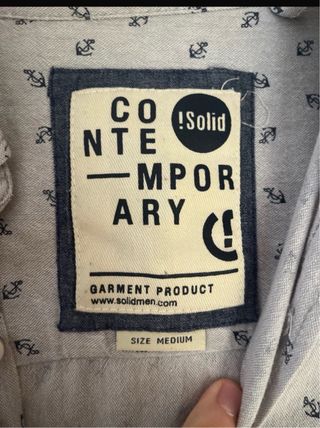 CO
!Solid
NTE
—MPOR
ARY
GARMENT PRODUCT
www.solidmen.com
SIZE MEDIUM